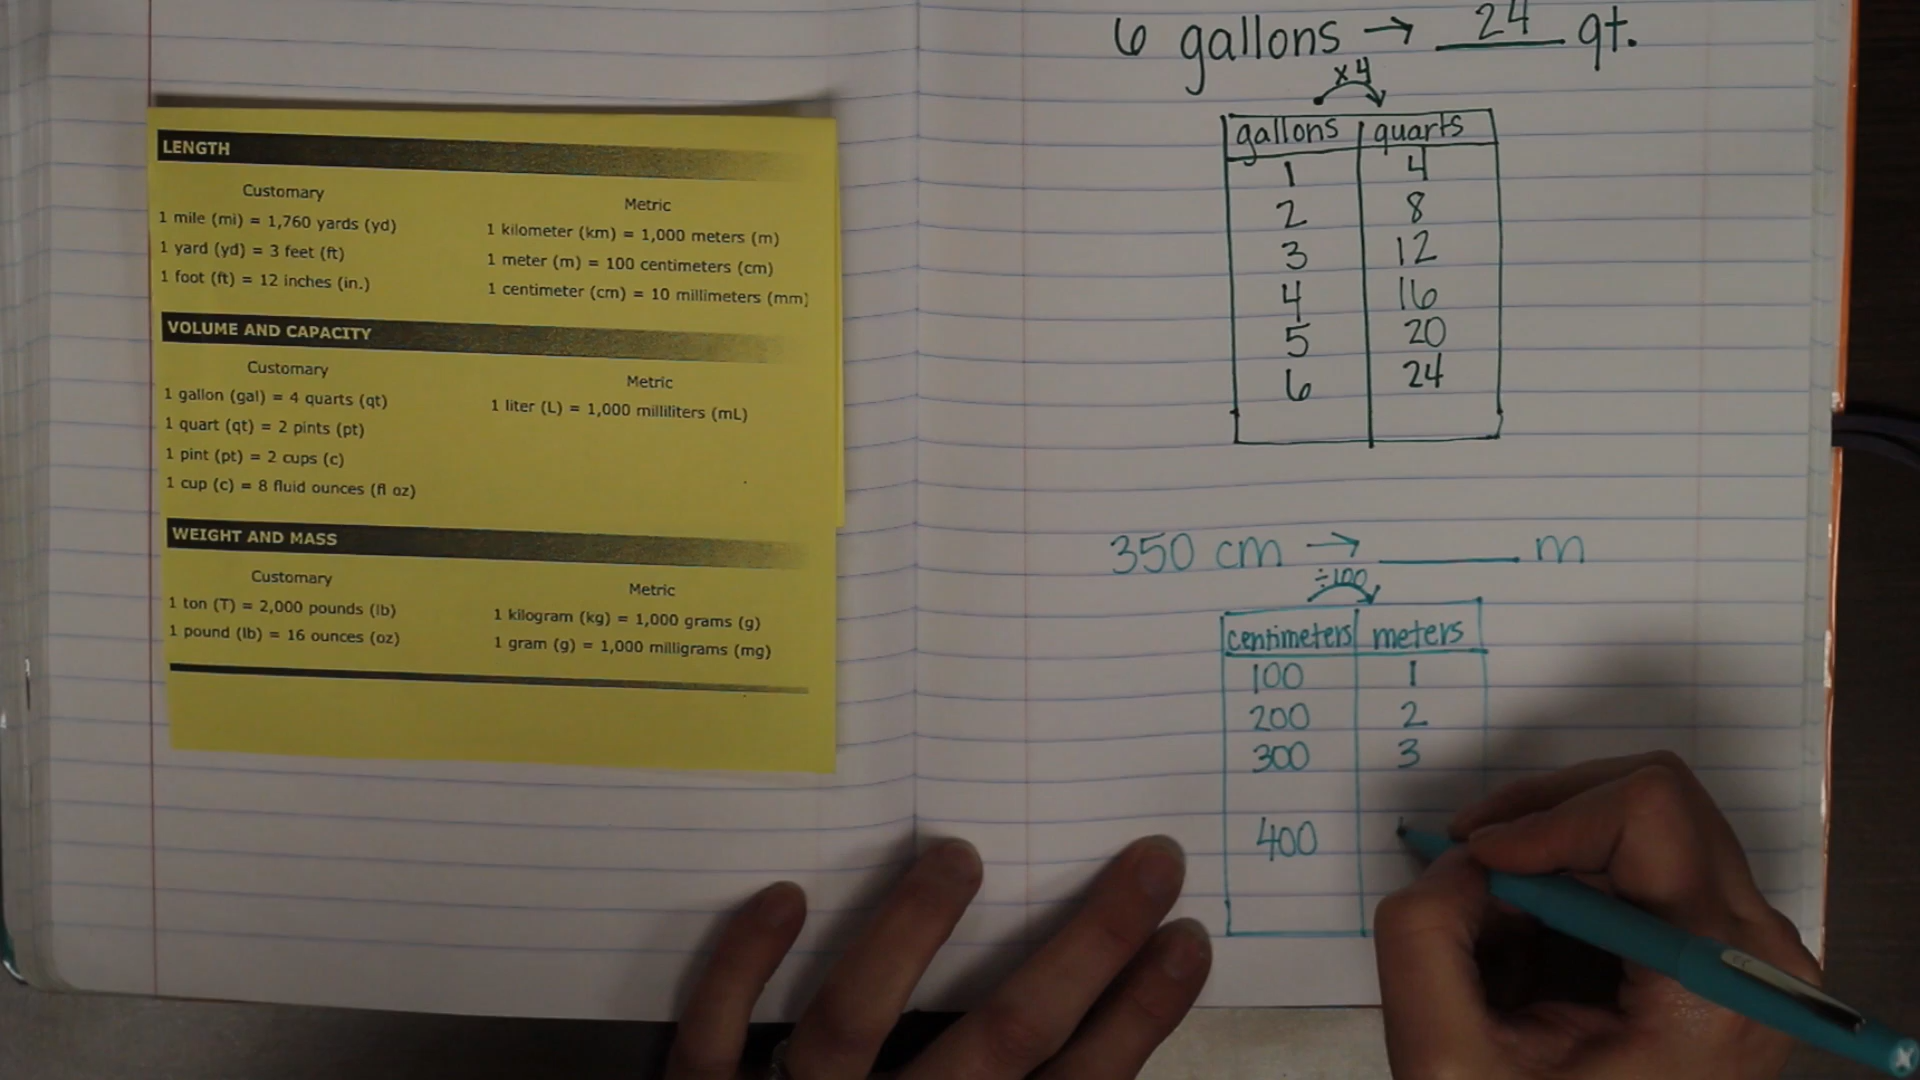 LENGTH
Customary
Metric
1 mile (mi) = 1,760 yards (yd)
1 kilometer (km) = 1,000 meters (m)
1 yard (yd) = 3 feet (ft)
1 meter (m) = 100 centimeters (cm)
1 foot (ft) = 12 inches (in.)
1 centimeter (cm) = 10 millimeters (mm)
VOLUME AND CAPACITY
Customary
Metric
1 gallon (gal) = 4 quarts (qt)
1 liter (L) = 1,000 milliliters (mL)
1 quart (qt) = 2 pints (pt)
1 pint (pt) = 2 cups (c)
1 cup (c) = 8 fluid ounces (fl oz)
WEIGHT AND MASS
Customary
Metric
1 ton (T) = 2,000 pounds (lb)
1 kilogram (kg) = 1,000 grams (g)
1 pound (lb) = 16 ounces (oz)
1 gram (g) = 1,000 milligrams (mg)
6 gallons → 24 qt.
x4
gallons quarts
1 4
2 8
3 12
4 16
5 20
6 24
350 cm → ____ m
÷100
centimeters meters
100 1
200 2
300 3
400